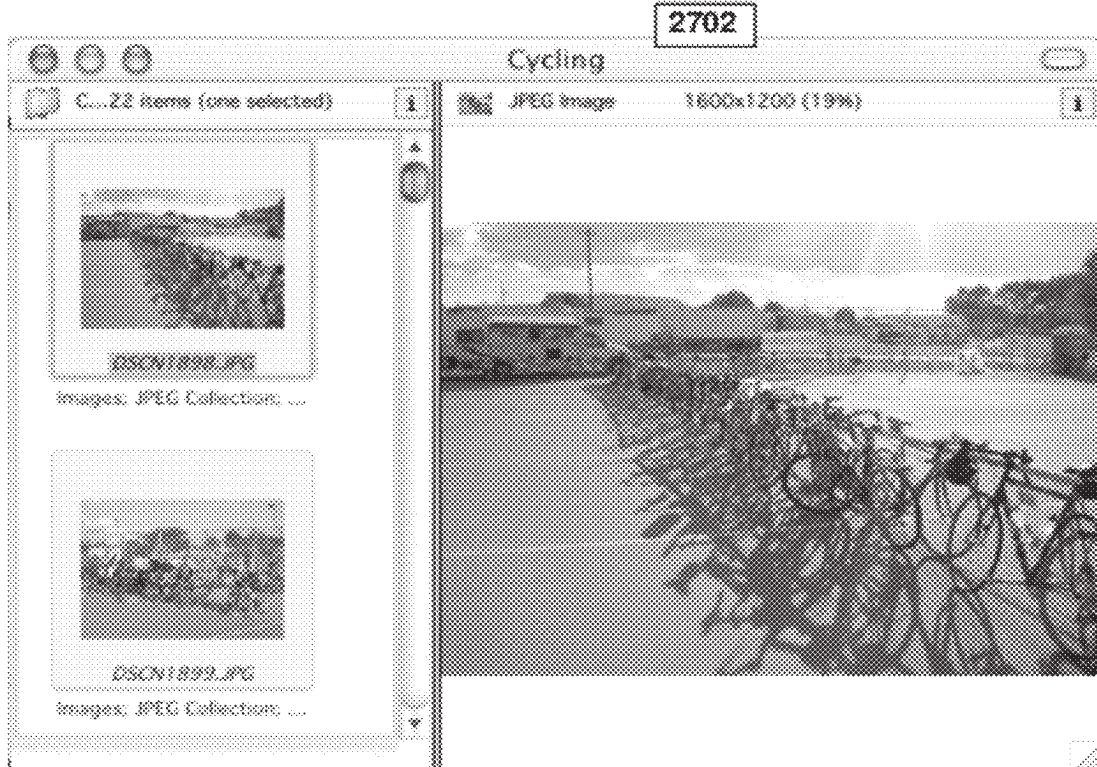 2702
Cycling
C...22 items (one selected) i
JPEG Image 1600x1200 (19%) i
DSCN1898.JPG
Images; JPEG Collection; ...
DSCN1899.JPG
Images; JPEG Collection; ...